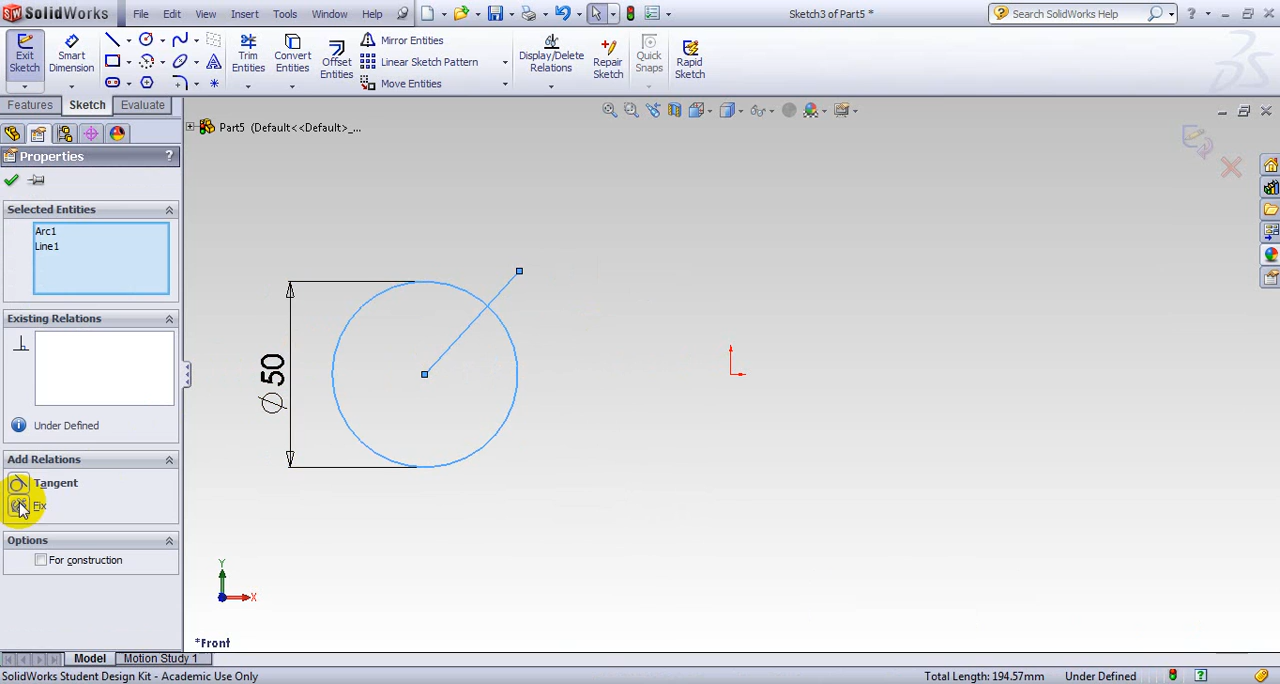 SolidWorks File Edit View Insert Tools Window Help Sketch3 of Part5 * Search SolidWorks Help
Exit Sketch
Smart Dimension
Trim Entities
Convert Entities
Offset Entities
Mirror Entities
Linear Sketch Pattern
Move Entities
Display/Delete Relations
Repair Sketch
Quick Snaps
Rapid Sketch
Features Sketch Evaluate
Part5 (Default<<Default>_...
Properties ?
Selected Entities
Arc1
Line1
Existing Relations
Under Defined
Add Relations
Tangent
Fix
Options
For construction
∅ 50
Y
X
*Front
Model Motion Study 1
SolidWorks Student Design Kit - Academic Use Only Total Length: 194.57mm Under Defined